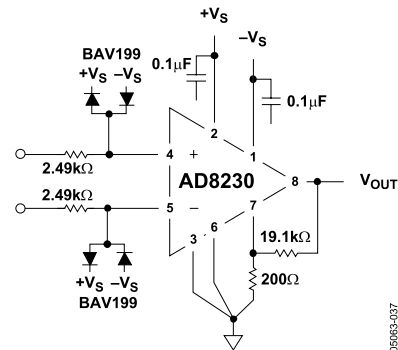 +VS
–VS
BAV199
+VS –VS
0.1µF
0.1µF
2
1
2.49kΩ
4
+
AD8230
8
VOUT
2.49kΩ
5
–
7
3
6
19.1kΩ
200Ω
+VS –VS
BAV199
05063-037